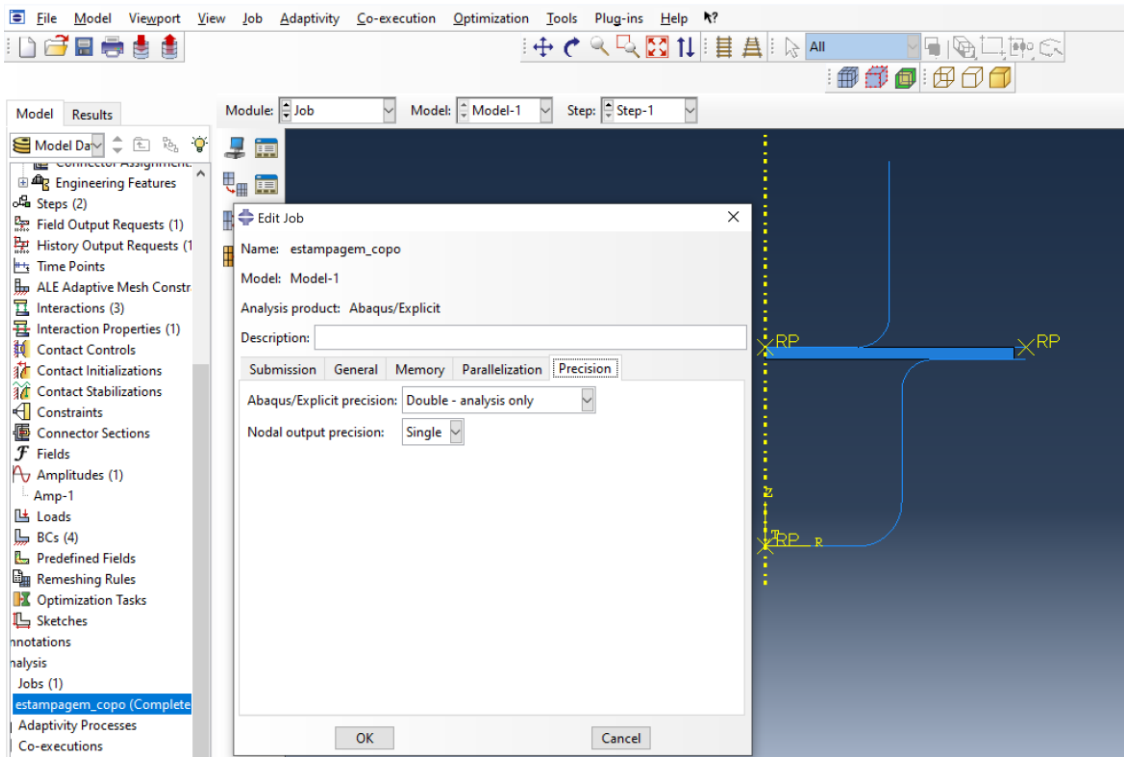 File Model Viewport View Job Adaptivity Co-execution Optimization Tools Plug-ins Help
All
Model Results
Module: Job Model: Model-1 Step: Step-1
Model Da
Connector Assignment
Engineering Features
Steps (2)
Field Output Requests (1)
History Output Requests (1
Time Points
ALE Adaptive Mesh Constr
Interactions (3)
Interaction Properties (1)
Contact Controls
Contact Initializations
Contact Stabilizations
Constraints
Connector Sections
Fields
Amplitudes (1)
Amp-1
Loads
BCs (4)
Predefined Fields
Remeshing Rules
Optimization Tasks
Sketches
nnotations
nalysis
Jobs (1)
estampagem_copo (Complete
Adaptivity Processes
Co-executions
Edit Job
Name: estampagem_copo
Model: Model-1
Analysis product: Abaqus/Explicit
Description:
Submission General Memory Parallelization Precision
Abaqus/Explicit precision: Double - analysis only
Nodal output precision: Single
OK Cancel
RP
RP
Z
T RP R